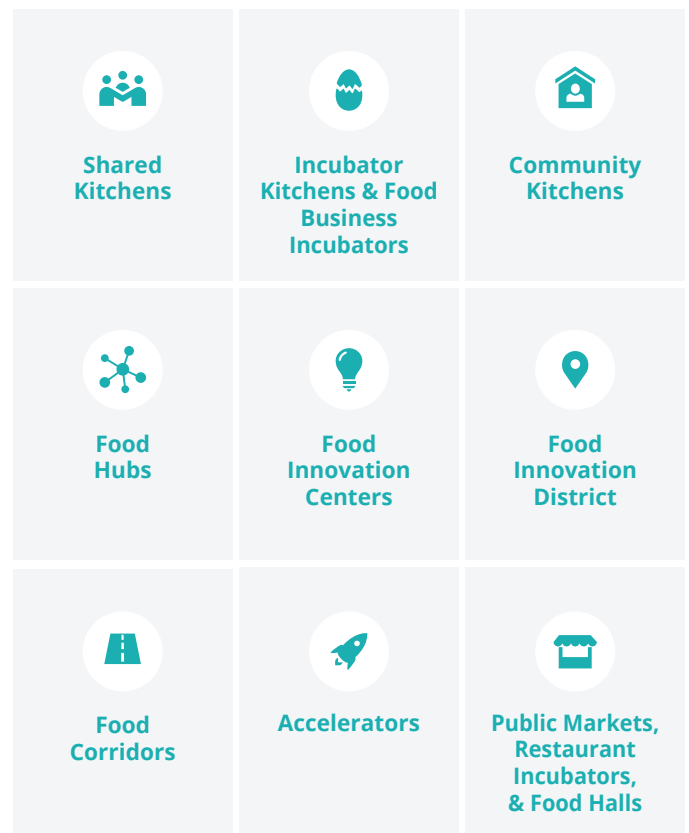 Shared
Kitchens
Incubator
Kitchens & Food
Business
Incubators
Community
Kitchens
Food
Hubs
Food
Innovation
Centers
Food
Innovation
District
Food
Corridors
Accelerators
Public Markets,
Restaurant
Incubators,
& Food Halls